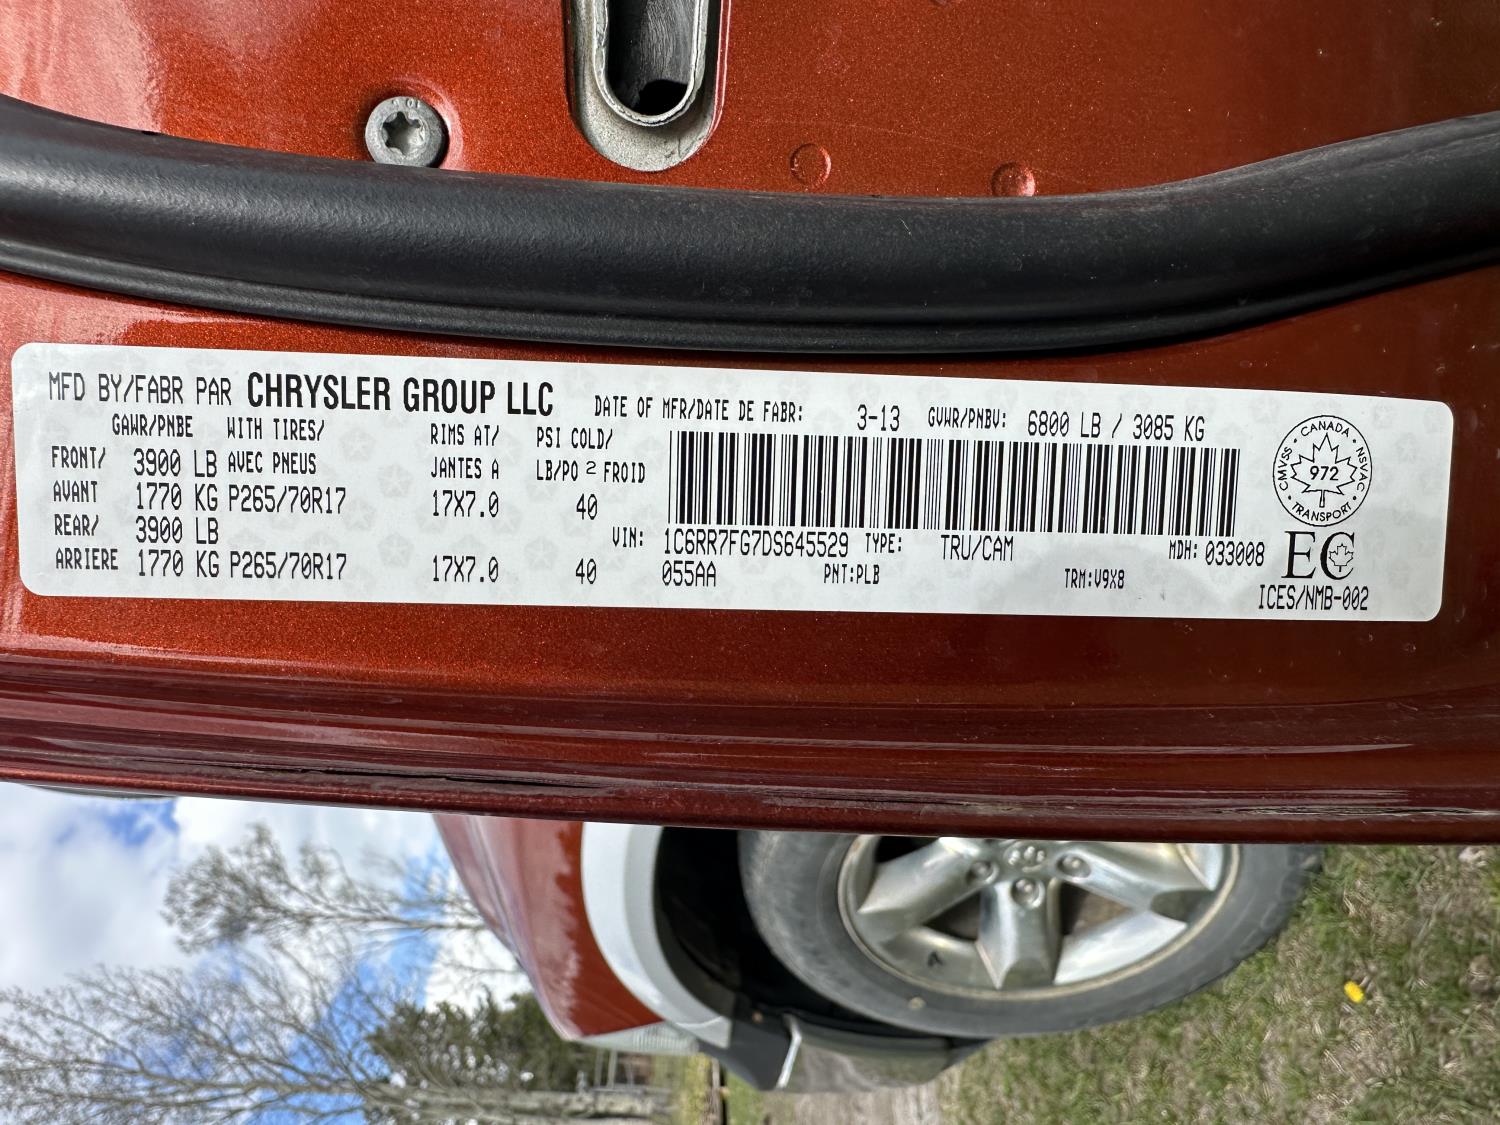 MFD BY/FABR PAR CHRYSLER GROUP LLC DATE OF MFR/DATE DE FABR: 3-13 GVWR/PNBV: 6800 LB / 3085 KG
GAWR/PNBE WITH TIRES/ RIMS AT/ PSI COLD/
FRONT/ 3900 LB AVEC PNEUS JANTES A LB/PO 2 FROID
AVANT 1770 KG P265/70R17 17X7.0 40
REAR/ 3900 LB
ARRIERE 1770 KG P265/70R17 17X7.0 40
VIN: 1C6RR7FG7DS645529 TYPE: TRU/CAM MDH: 033008
055AA PNT:PLB TRM:V9X8
CANADA
CMVSS 972 NSVAC
TRANSPORT
EC
ICES/NMB-002